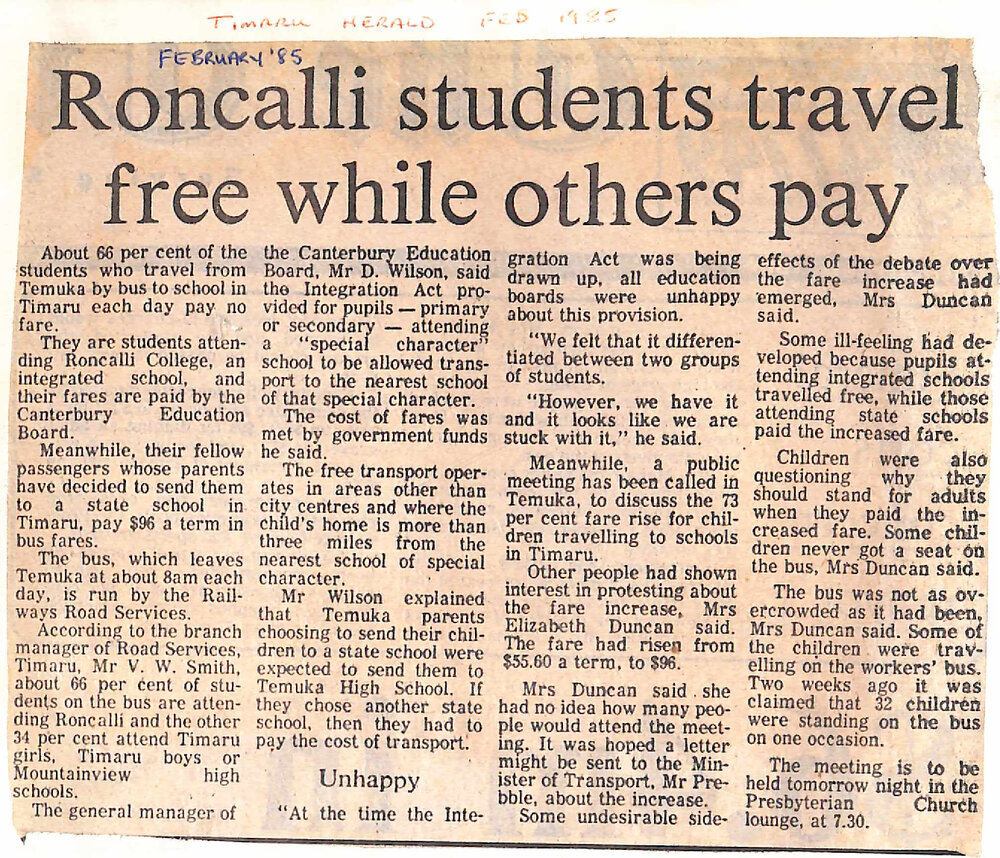 TIMARU HERALD FEB 1985
FEBRUARY '85
Roncalli students travel
free while others pay
About 66 per cent of the
students who travel from
Temuka by bus to school in
Timaru each day pay no
fare.
They are students atten-
ding Roncalli College, an
integrated school, and
their fares are paid by the
Canterbury Education
Board.
Meanwhile, their fellow
passengers whose parents
have decided to send them
to a state school in
Timaru, pay $96 a term in
bus fares.
The bus, which leaves
Temuka at about 8am each
day, is run by the Rail-
ways Road Services.
According to the branch
manager of Road Services,
Timaru, Mr V. W. Smith,
about 66 per cent of stu-
dents on the bus are atten-
ding Roncalli and the other
34 per cent attend Timaru
girls, Timaru boys or
Mountainview high
schools.
The general manager of
the Canterbury Education
Board, Mr D. Wilson, said
the Integration Act pro-
vided for pupils — primary
or secondary — attending
a "special character"
school to be allowed trans-
port to the nearest school
of that special character.
The cost of fares was
met by government funds
he said.
The free transport oper-
ates in areas other than
city centres and where the
child's home is more than
three miles from the
nearest school of special
character.
Mr Wilson explained
that Temuka parents
choosing to send their chil-
dren to a state school were
expected to send them to
Temuka High School. If
they chose another state
school, then they had to
pay the cost of transport.
Unhappy
"At the time the Inte-
gration Act was being
drawn up, all education
boards were unhappy
about this provision.
"We felt that it differen-
tiated between two groups
of students.
"However, we have it
and it looks like we are
stuck with it," he said.
Meanwhile, a public
meeting has been called in
Temuka, to discuss the 73
per cent fare rise for chil-
dren travelling to schools
in Timaru.
Other people had shown
interest in protesting about
the fare increase, Mrs
Elizabeth Duncan said.
The fare had risen from
$55.60 a term, to $96.
Mrs Duncan said she
had no idea how many peo-
ple would attend the meet-
ing. It was hoped a letter
might be sent to the Min-
ister of Transport, Mr Pre-
bble, about the increase.
Some undesirable side-
effects of the debate over
the fare increase had
emerged, Mrs Duncan
said.
Some ill-feeling had de-
veloped because pupils at-
tending integrated schools
travelled free, while those
attending state schools
paid the increased fare.
Children were also
questioning why they
should stand for adults
when they paid the in-
creased fare. Some chil-
dren never got a seat on
the bus, Mrs Duncan said.
The bus was not as ov-
ercrowded as it had been,
Mrs Duncan said. Some of
the children were trav-
elling on the workers' bus.
Two weeks ago it was
claimed that 32 children
were standing on the bus
on one occasion.
The meeting is to be
held tomorrow night in the
Presbyterian Church
lounge, at 7.30.